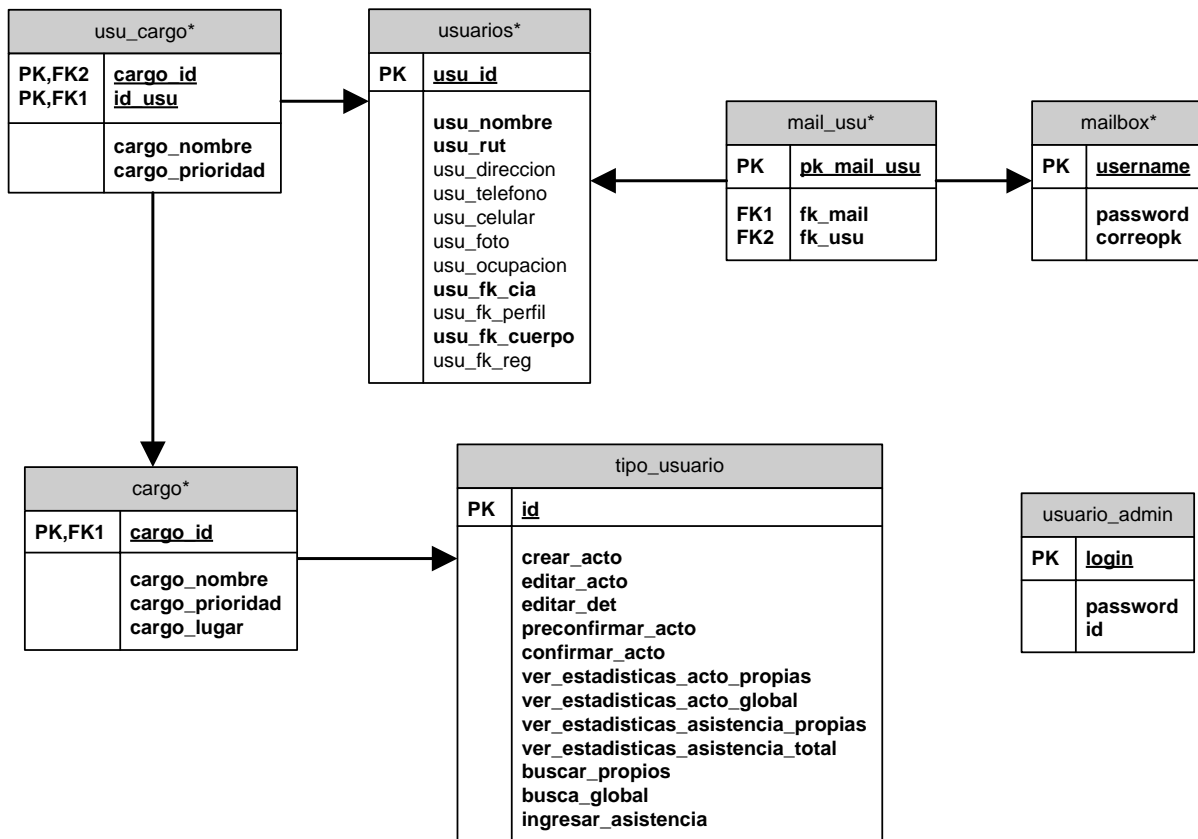 usu_cargo*
PK,FK2 cargo_id
PK,FK1 id_usu
cargo_nombre
cargo_prioridad
usuarios*
PK usu_id
usu_nombre
usu_rut
usu_direccion
usu_telefono
usu_celular
usu_foto
usu_ocupacion
usu_fk_cia
usu_fk_perfil
usu_fk_cuerpo
usu_fk_reg
mail_usu*
PK pk_mail_usu
FK1 fk_mail
FK2 fk_usu
mailbox*
PK username
password
correopk
cargo*
PK,FK1 cargo_id
cargo_nombre
cargo_prioridad
cargo_lugar
tipo_usuario
PK id
crear_acto
editar_acto
editar_det
preconfirmar_acto
confirmar_acto
ver_estadisticas_acto_propias
ver_estadisticas_acto_global
ver_estadisticas_asistencia_propias
ver_estadisticas_asistencia_total
buscar_propios
busca_global
ingresar_asistencia
usuario_admin
PK login
password
id